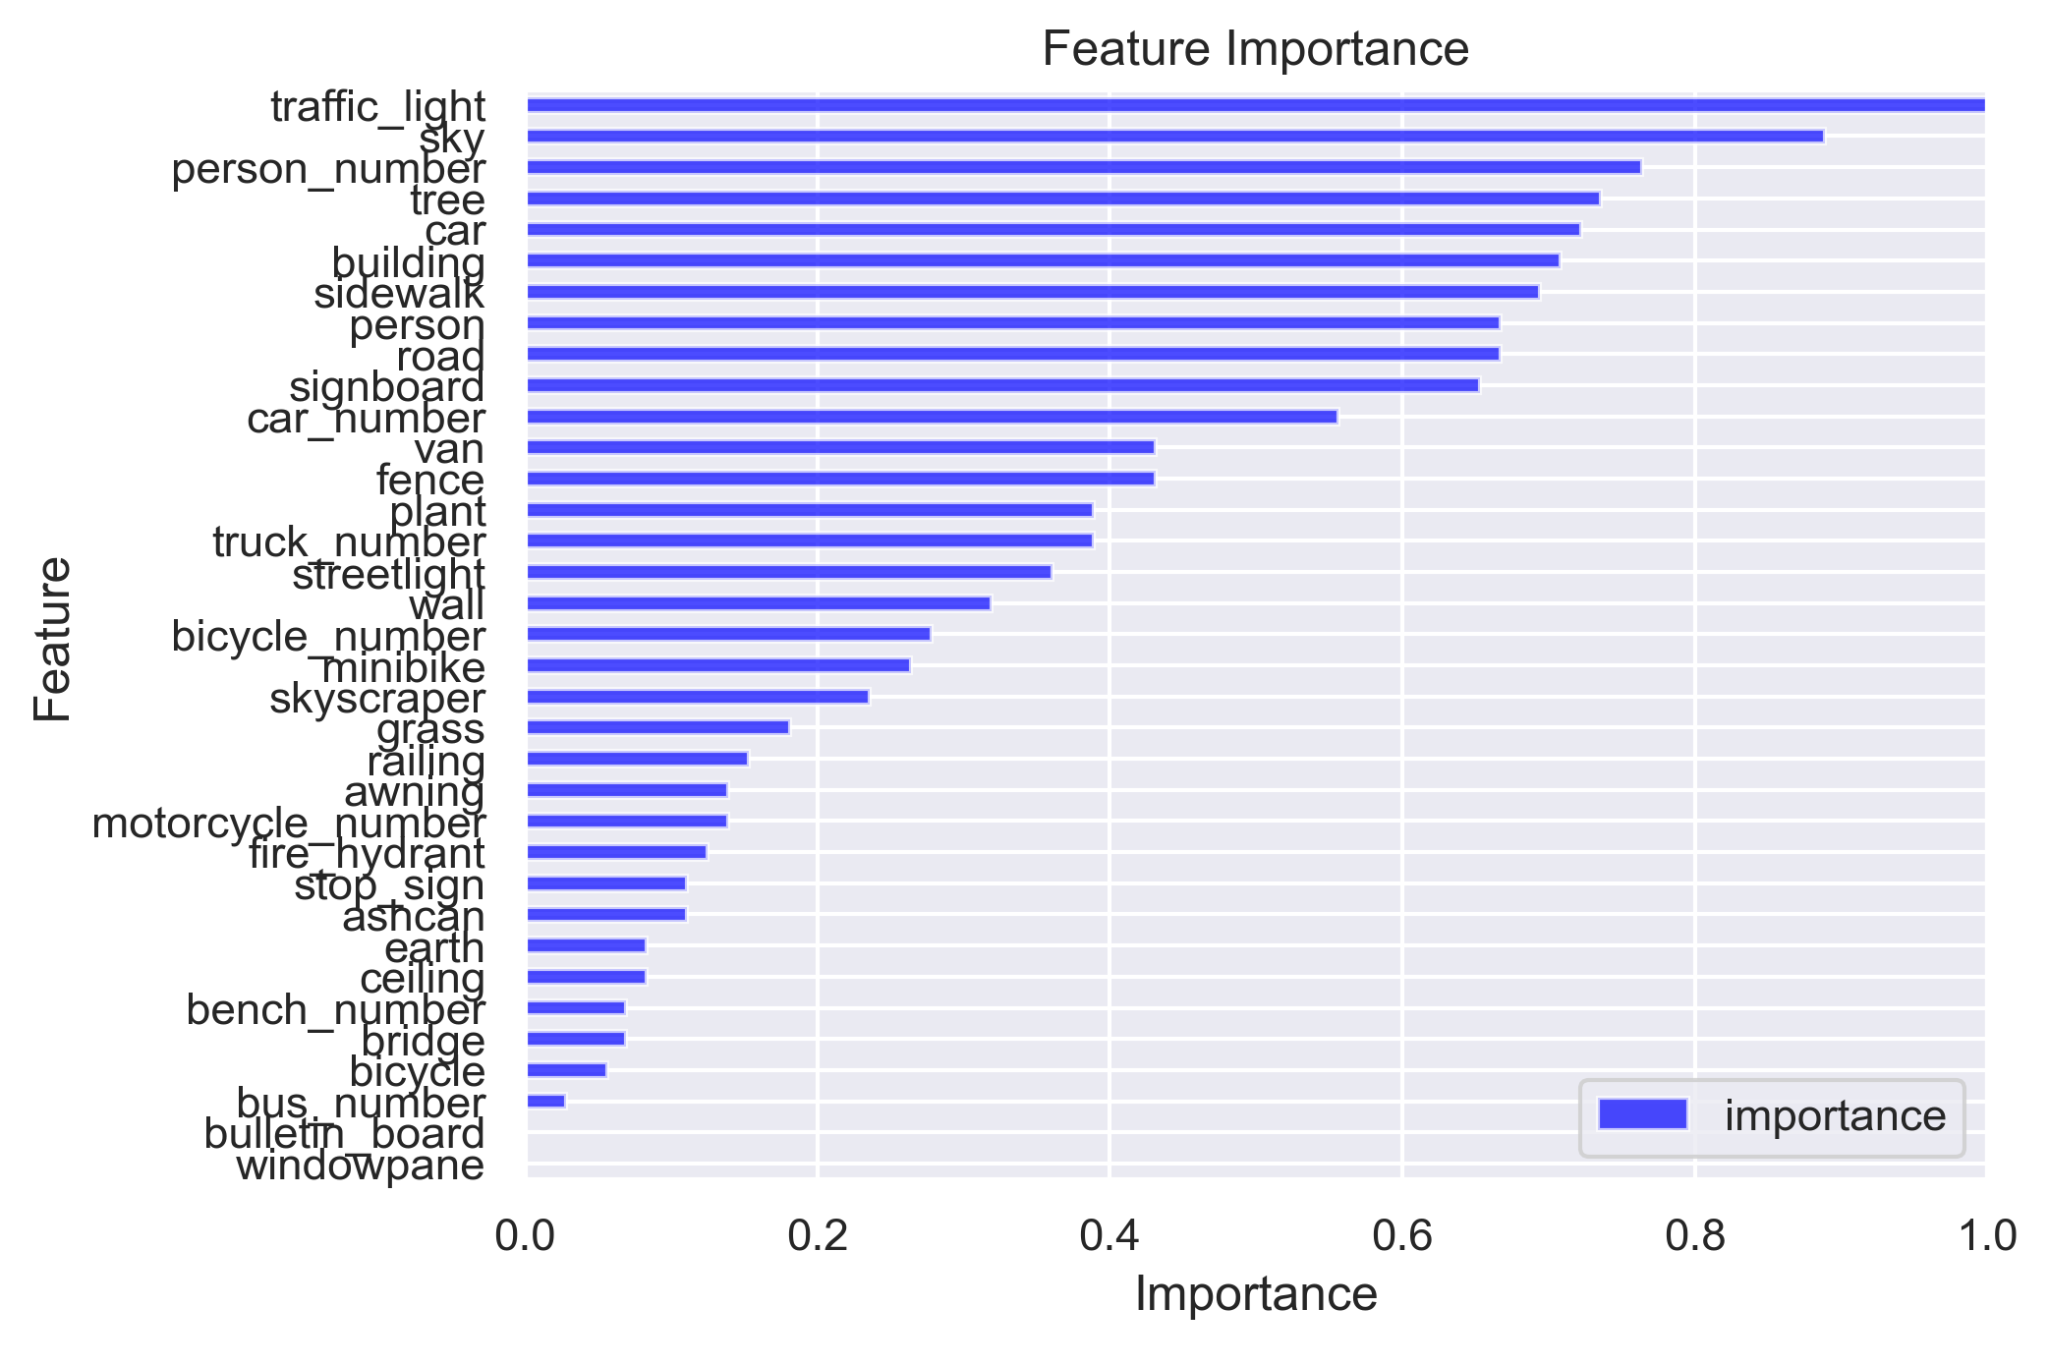 Feature Importance
traffic_light
sky
person_number
tree
car
building
sidewalk
person
road
signboard
car_number
van
fence
plant
truck_number
streetlight
wall
bicycle_number
minibike
skyscraper
grass
railing
awning
motorcycle_number
fire_hydrant
stop_sign
ashcan
earth
ceiling
bench_number
bridge
bicycle
bus_number
bulletin_board
windowpane
Feature
importance
0.0 0.2 0.4 0.6 0.8 1.0
Importance